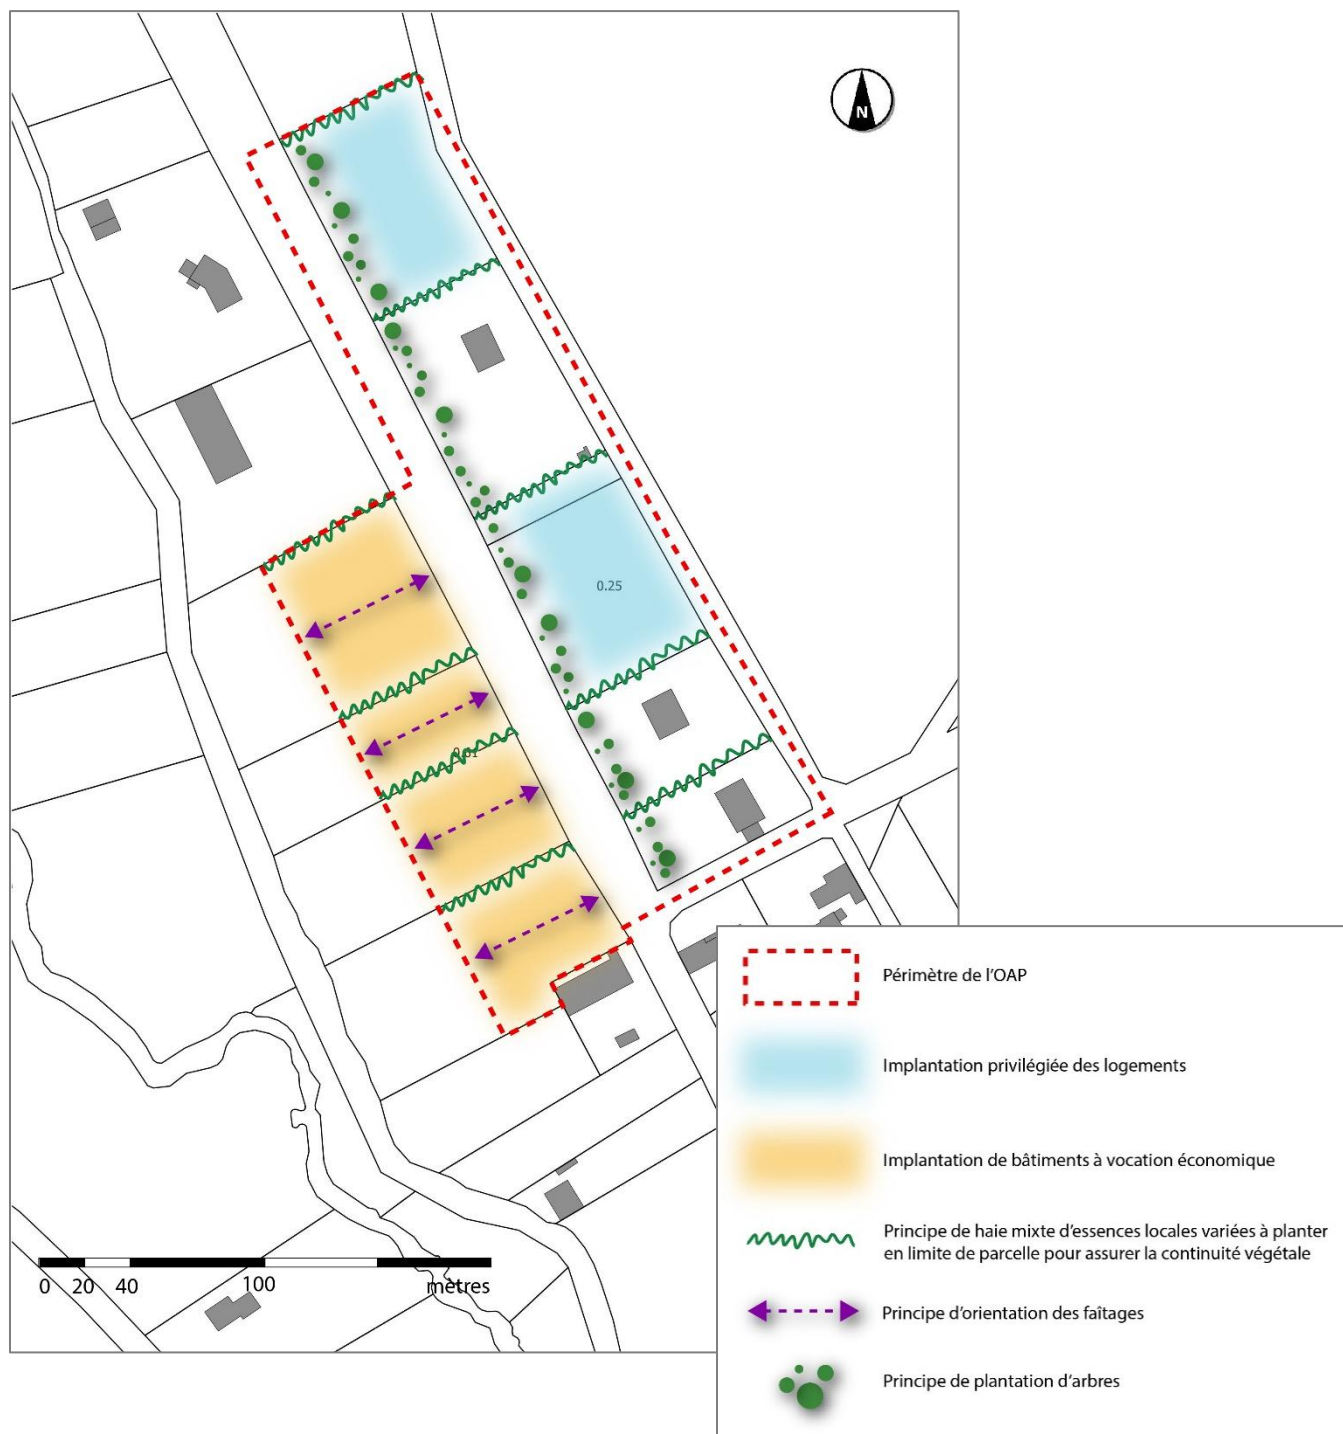 N
0.25
0 20 40 100 mètres
Périmètre de l'OAP
Implantation privilégiée des logements
Implantation de bâtiments à vocation économique
Principe de haie mixte d'essences locales variées à planter
en limite de parcelle pour assurer la continuité végétale
Principe d'orientation des faîtages
Principe de plantation d'arbres